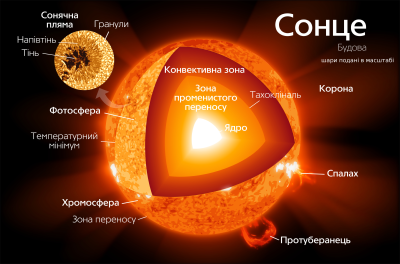 Сонце
Будова
шари подані в масштабі
Сонячна
пляма
Гранули
Напівтінь
Тінь
Конвективна зона
Зона
променистого
переносу
Тахокліналь
Корона
Фотосфера
Ядро
Температурний
мінімум
Спалах
Хромосфера
Зона переносу
Протуберанець